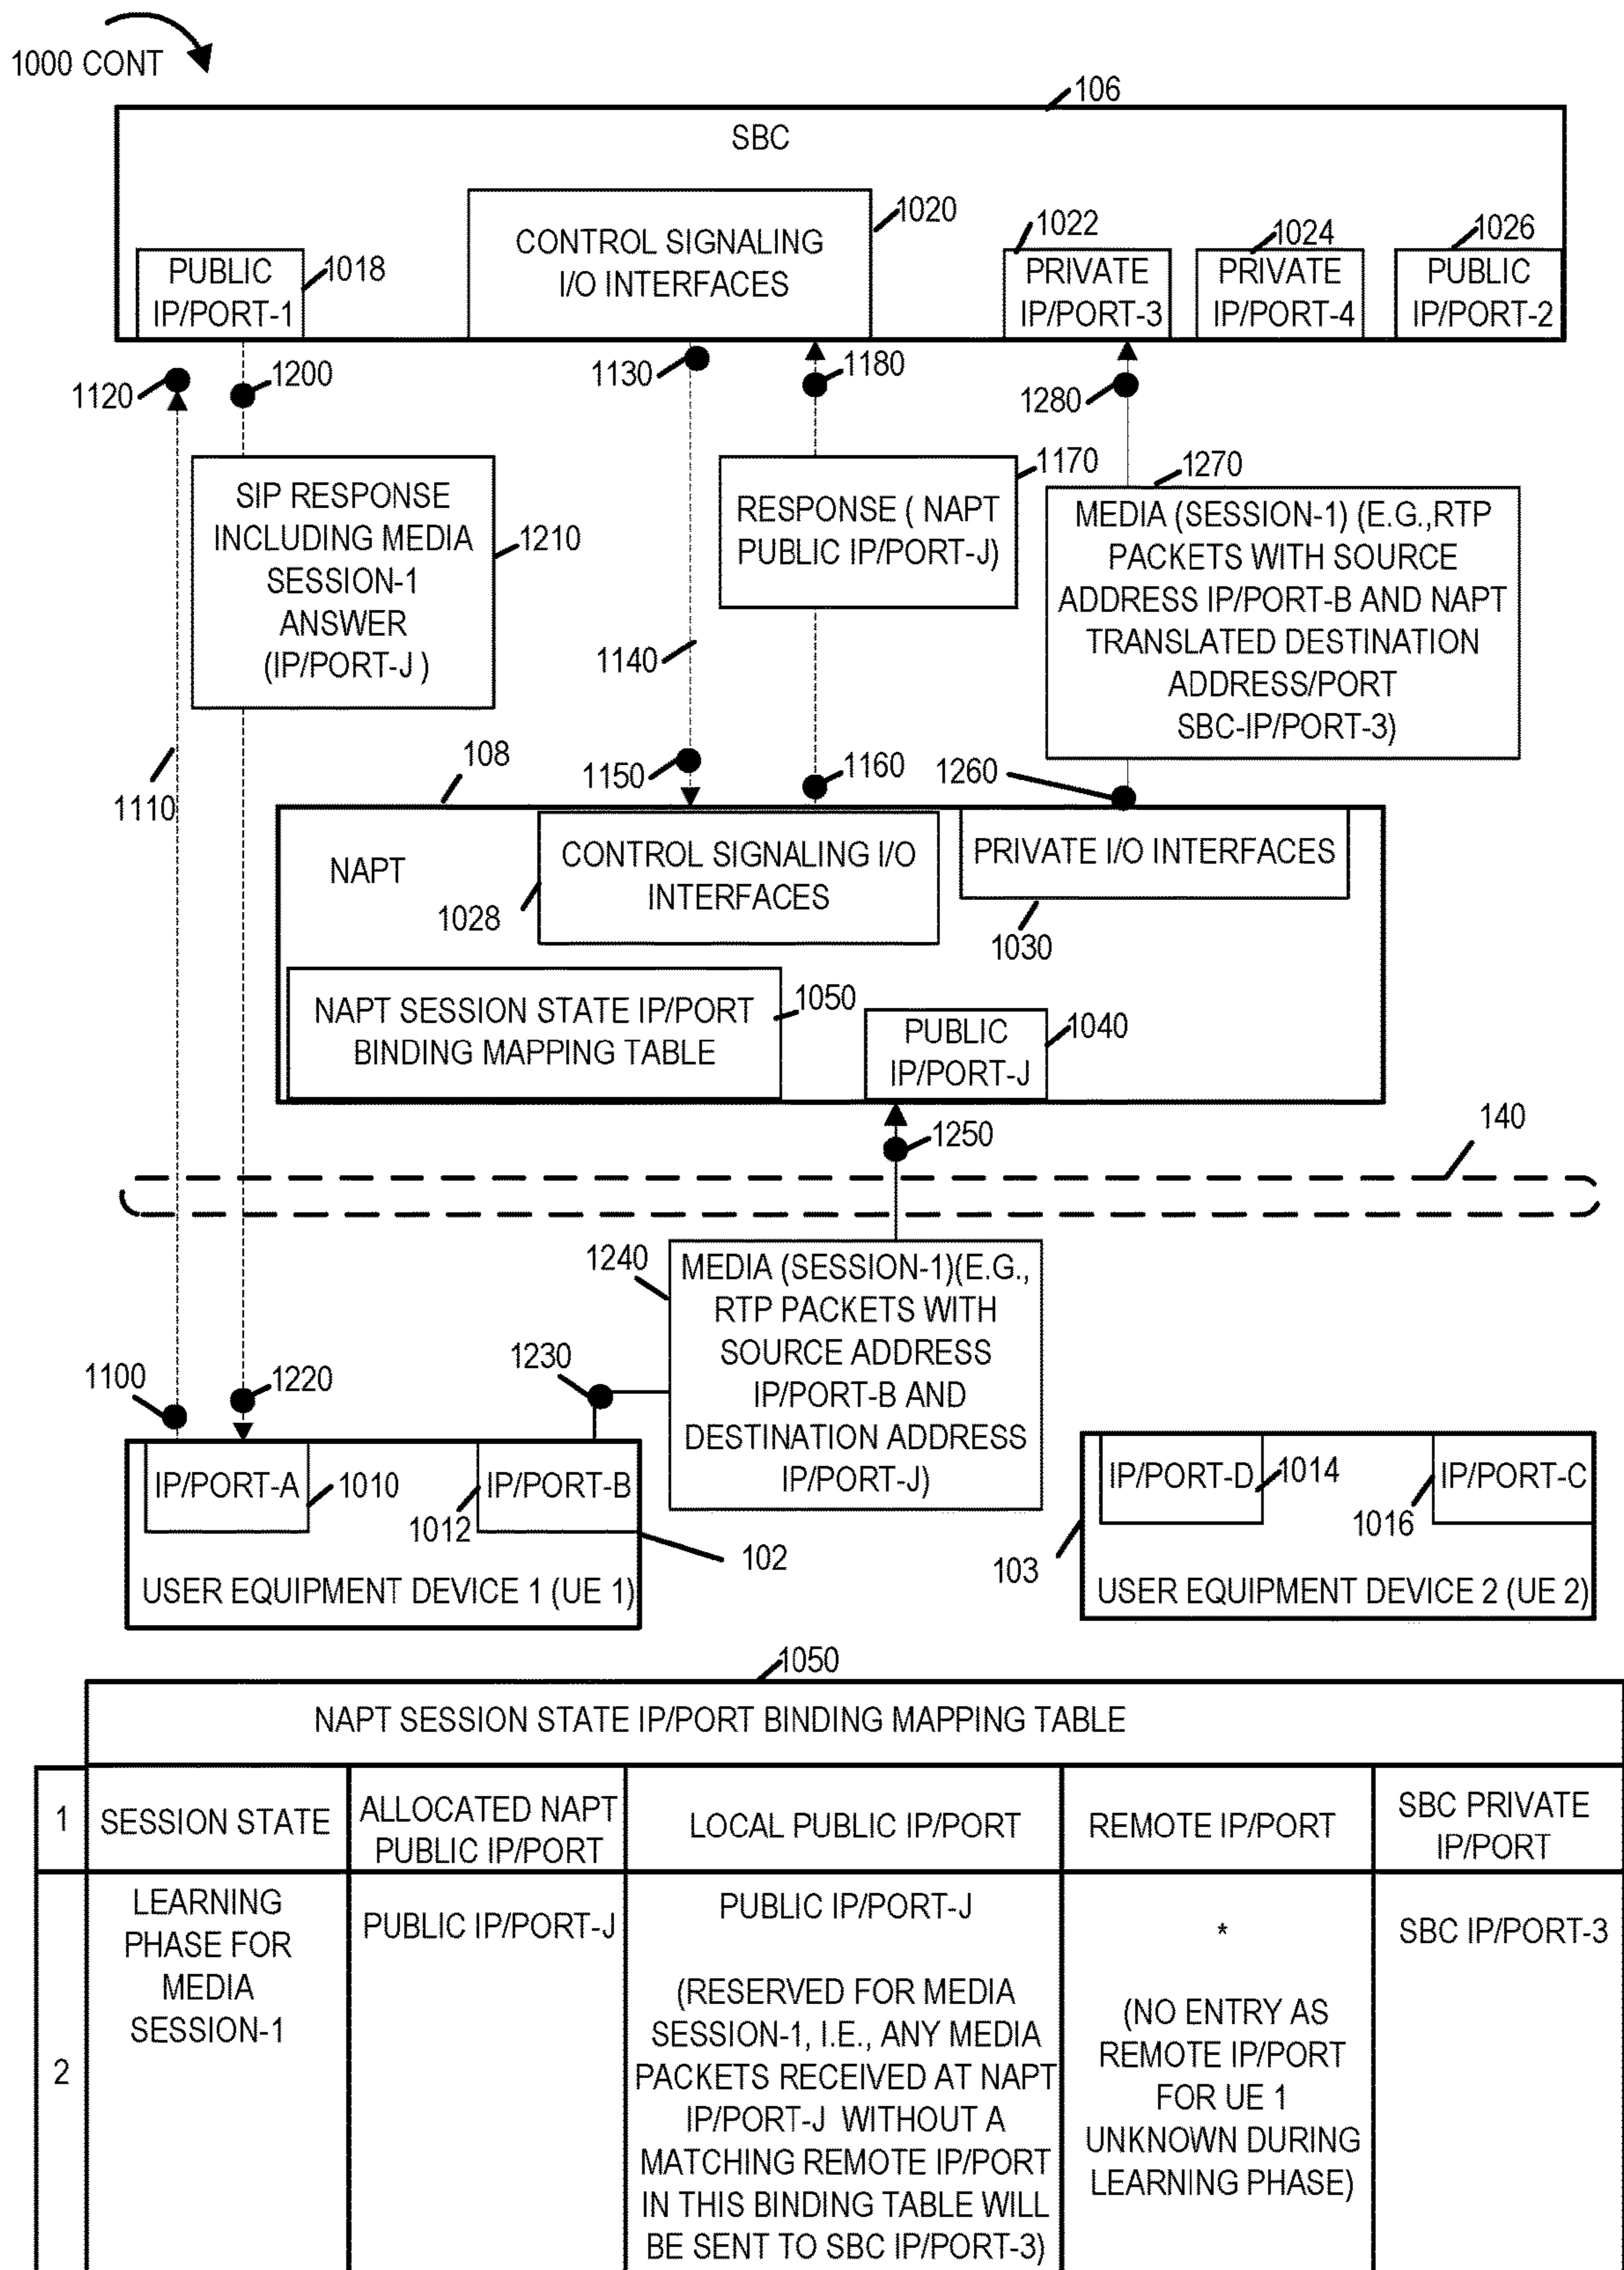 1000 CONT
106
SBC
1020
CONTROL SIGNALING
I/O INTERFACES
1018
PUBLIC
IP/PORT-1
1022
PRIVATE
IP/PORT-3
1024
PRIVATE
IP/PORT-4
1026
PUBLIC
IP/PORT-2
1120
1200
1130
1180
1280
SIP RESPONSE
INCLUDING MEDIA
SESSION-1
ANSWER
(IP/PORT-J )
1210
1170
RESPONSE ( NAPT
PUBLIC IP/PORT-J)
1270
MEDIA (SESSION-1) (E.G.,RTP
PACKETS WITH SOURCE
ADDRESS IP/PORT-B AND NAPT
TRANSLATED DESTINATION
ADDRESS/PORT
SBC-IP/PORT-3)
1140
1110
108
1150
1160
1260
NAPT
CONTROL SIGNALING I/O
INTERFACES
1028
PRIVATE I/O INTERFACES
1030
NAPT SESSION STATE IP/PORT
BINDING MAPPING TABLE
1050
PUBLIC
IP/PORT-J
1040
1250
140
1240
MEDIA (SESSION-1)(E.G.,
RTP PACKETS WITH
SOURCE ADDRESS
IP/PORT-B AND
DESTINATION ADDRESS
IP/PORT-J)
1100
1220
1230
IP/PORT-A
1010
1012
IP/PORT-B
102
USER EQUIPMENT DEVICE 1 (UE 1)
IP/PORT-D
1014
1016
IP/PORT-C
103
USER EQUIPMENT DEVICE 2 (UE 2)
1050
NAPT SESSION STATE IP/PORT BINDING MAPPING TABLE
1
SESSION STATE
ALLOCATED NAPT
PUBLIC IP/PORT
LOCAL PUBLIC IP/PORT
REMOTE IP/PORT
SBC PRIVATE
IP/PORT
2
LEARNING
PHASE FOR
MEDIA
SESSION-1
PUBLIC IP/PORT-J
PUBLIC IP/PORT-J
(RESERVED FOR MEDIA
SESSION-1, I.E., ANY MEDIA
PACKETS RECEIVED AT NAPT
IP/PORT-J WITHOUT A
MATCHING REMOTE IP/PORT
IN THIS BINDING TABLE WILL
BE SENT TO SBC IP/PORT-3)
*
(NO ENTRY AS
REMOTE IP/PORT
FOR UE 1
UNKNOWN DURING
LEARNING PHASE)
SBC IP/PORT-3